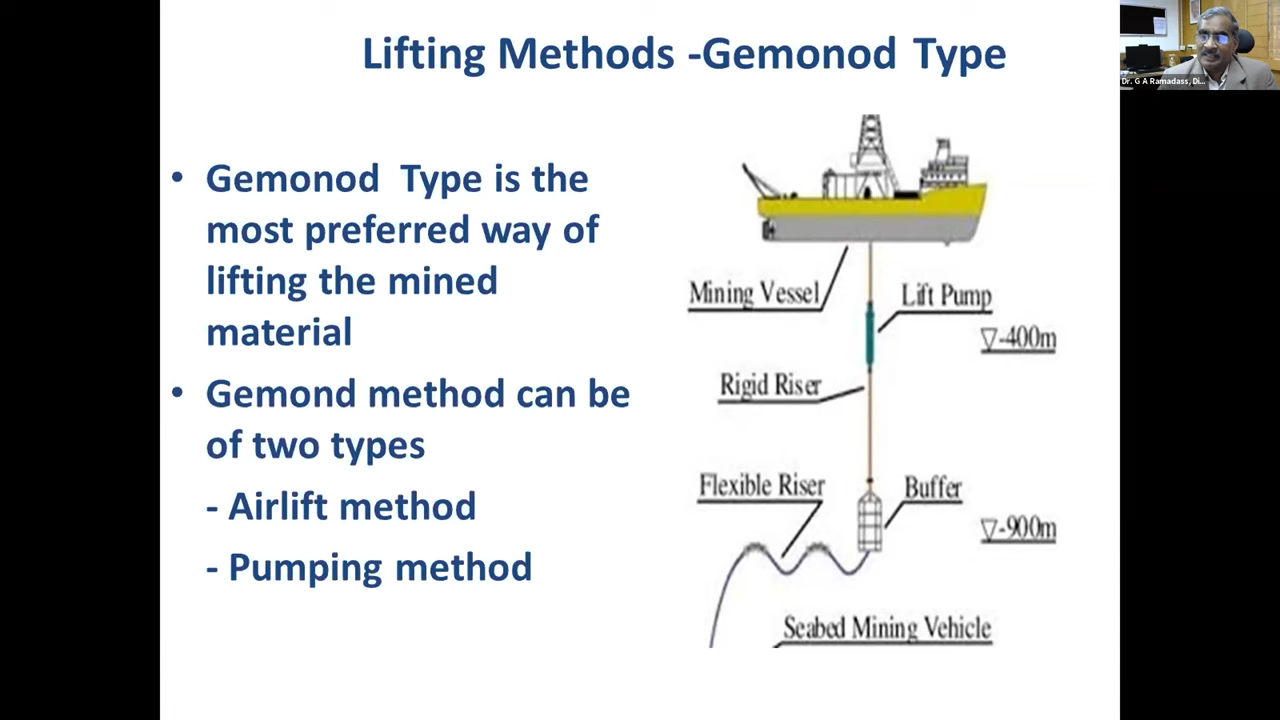 Lifting Methods -Gemonod Type
Dr. G A Ramadass, Di...
• Gemonod Type is the
most preferred way of
lifting the mined
material
• Gemond method can be
of two types
- Airlift method
- Pumping method
Mining Vessel
Lift Pump
▽-400m
Rigid Riser
Flexible Riser
Buffer
▽-900m
Seabed Mining Vehicle